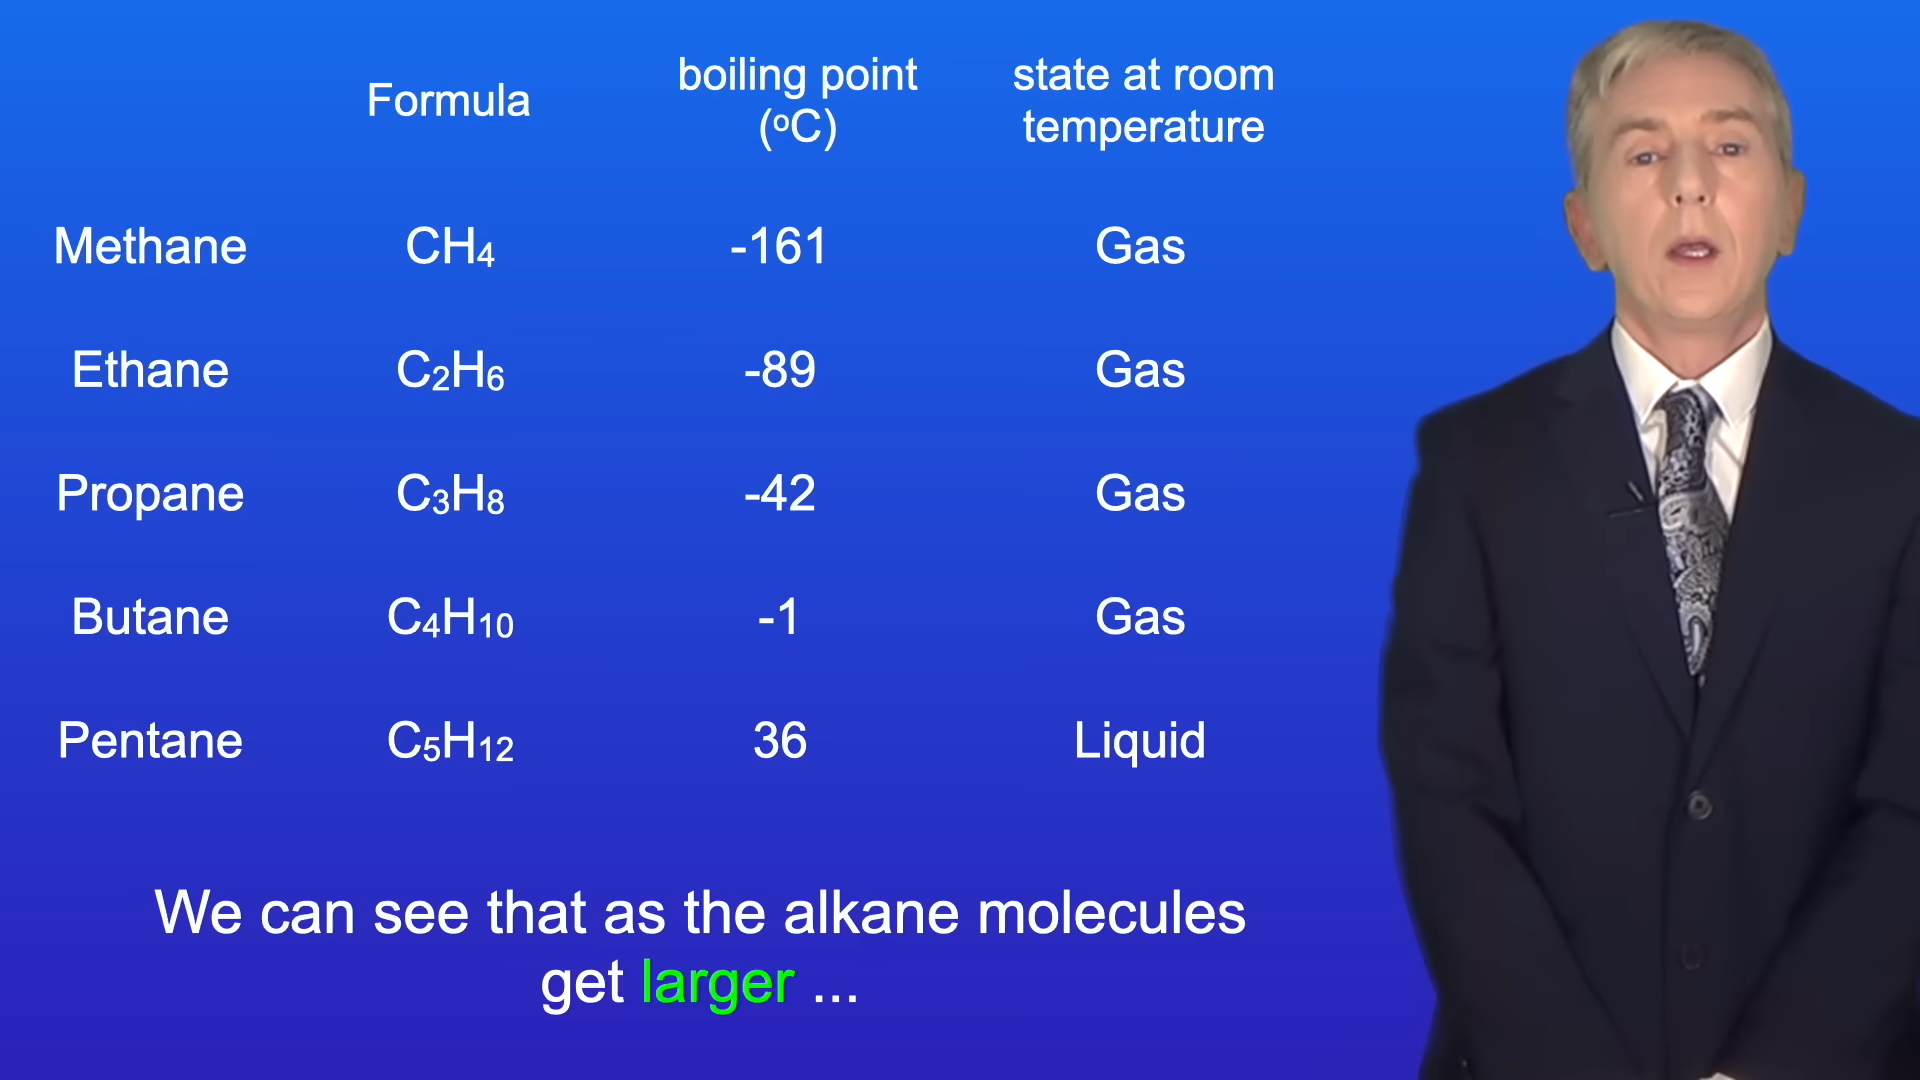 Formula boiling point state at room
(ºC) temperature
Methane CH₄ -161 Gas
Ethane C₂H₆ -89 Gas
Propane C₃H₈ -42 Gas
Butane C₄H₁₀ -1 Gas
Pentane C₅H₁₂ 36 Liquid
We can see that as the alkane molecules
get larger ...